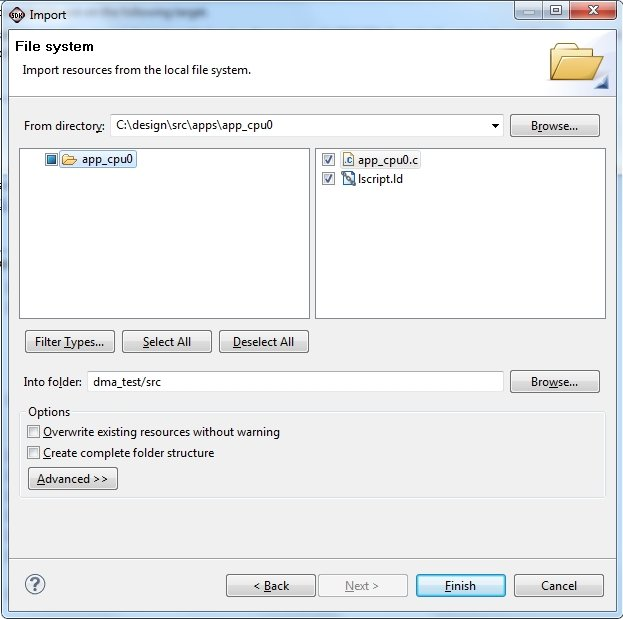 SDK Import
File system
Import resources from the local file system.
From directory: C:\design\src\apps\app_cpu0 Browse...
app_cpu0 .c app_cpu0.c
lscript.ld
Filter Types... Select All Deselect All
Into folder: dma_test/src Browse...
Options
Overwrite existing resources without warning
Create complete folder structure
Advanced >>
? < Back Next > Finish Cancel